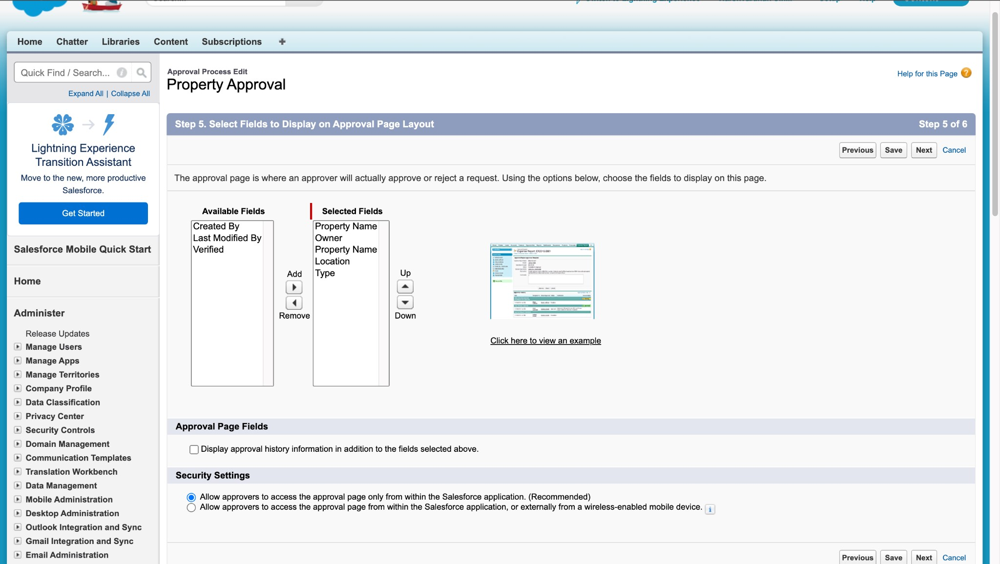 Home Chatter Libraries Content Subscriptions
Quick Find / Search...
Expand All | Collapse All
Lightning Experience
Transition Assistant
Move to the new, more productive
Salesforce.
Get Started
Salesforce Mobile Quick Start
Home
Administer
Release Updates
Manage Users
Manage Apps
Manage Territories
Company Profile
Data Classification
Privacy Center
Security Controls
Domain Management
Communication Templates
Translation Workbench
Data Management
Mobile Administration
Desktop Administration
Outlook Integration and Sync
Gmail Integration and Sync
Email Administration
Approval Process Edit
Property Approval
Help for this Page ?
Step 5. Select Fields to Display on Approval Page Layout Step 5 of 6
Previous Save Next Cancel
The approval page is where an approver will actually approve or reject a request. Using the options below, choose the fields to display on this page.
Available Fields
Created By
Last Modified By
Verified
Add
Remove
Selected Fields
Property Name
Owner
Property Name
Location
Type
Up
Down
Click here to view an example
Approval Page Fields
Display approval history information in addition to the fields selected above.
Security Settings
Allow approvers to access the approval page only from within the Salesforce application. (Recommended)
Allow approvers to access the approval page from within the Salesforce application, or externally from a wireless-enabled mobile device.
Previous Save Next Cancel